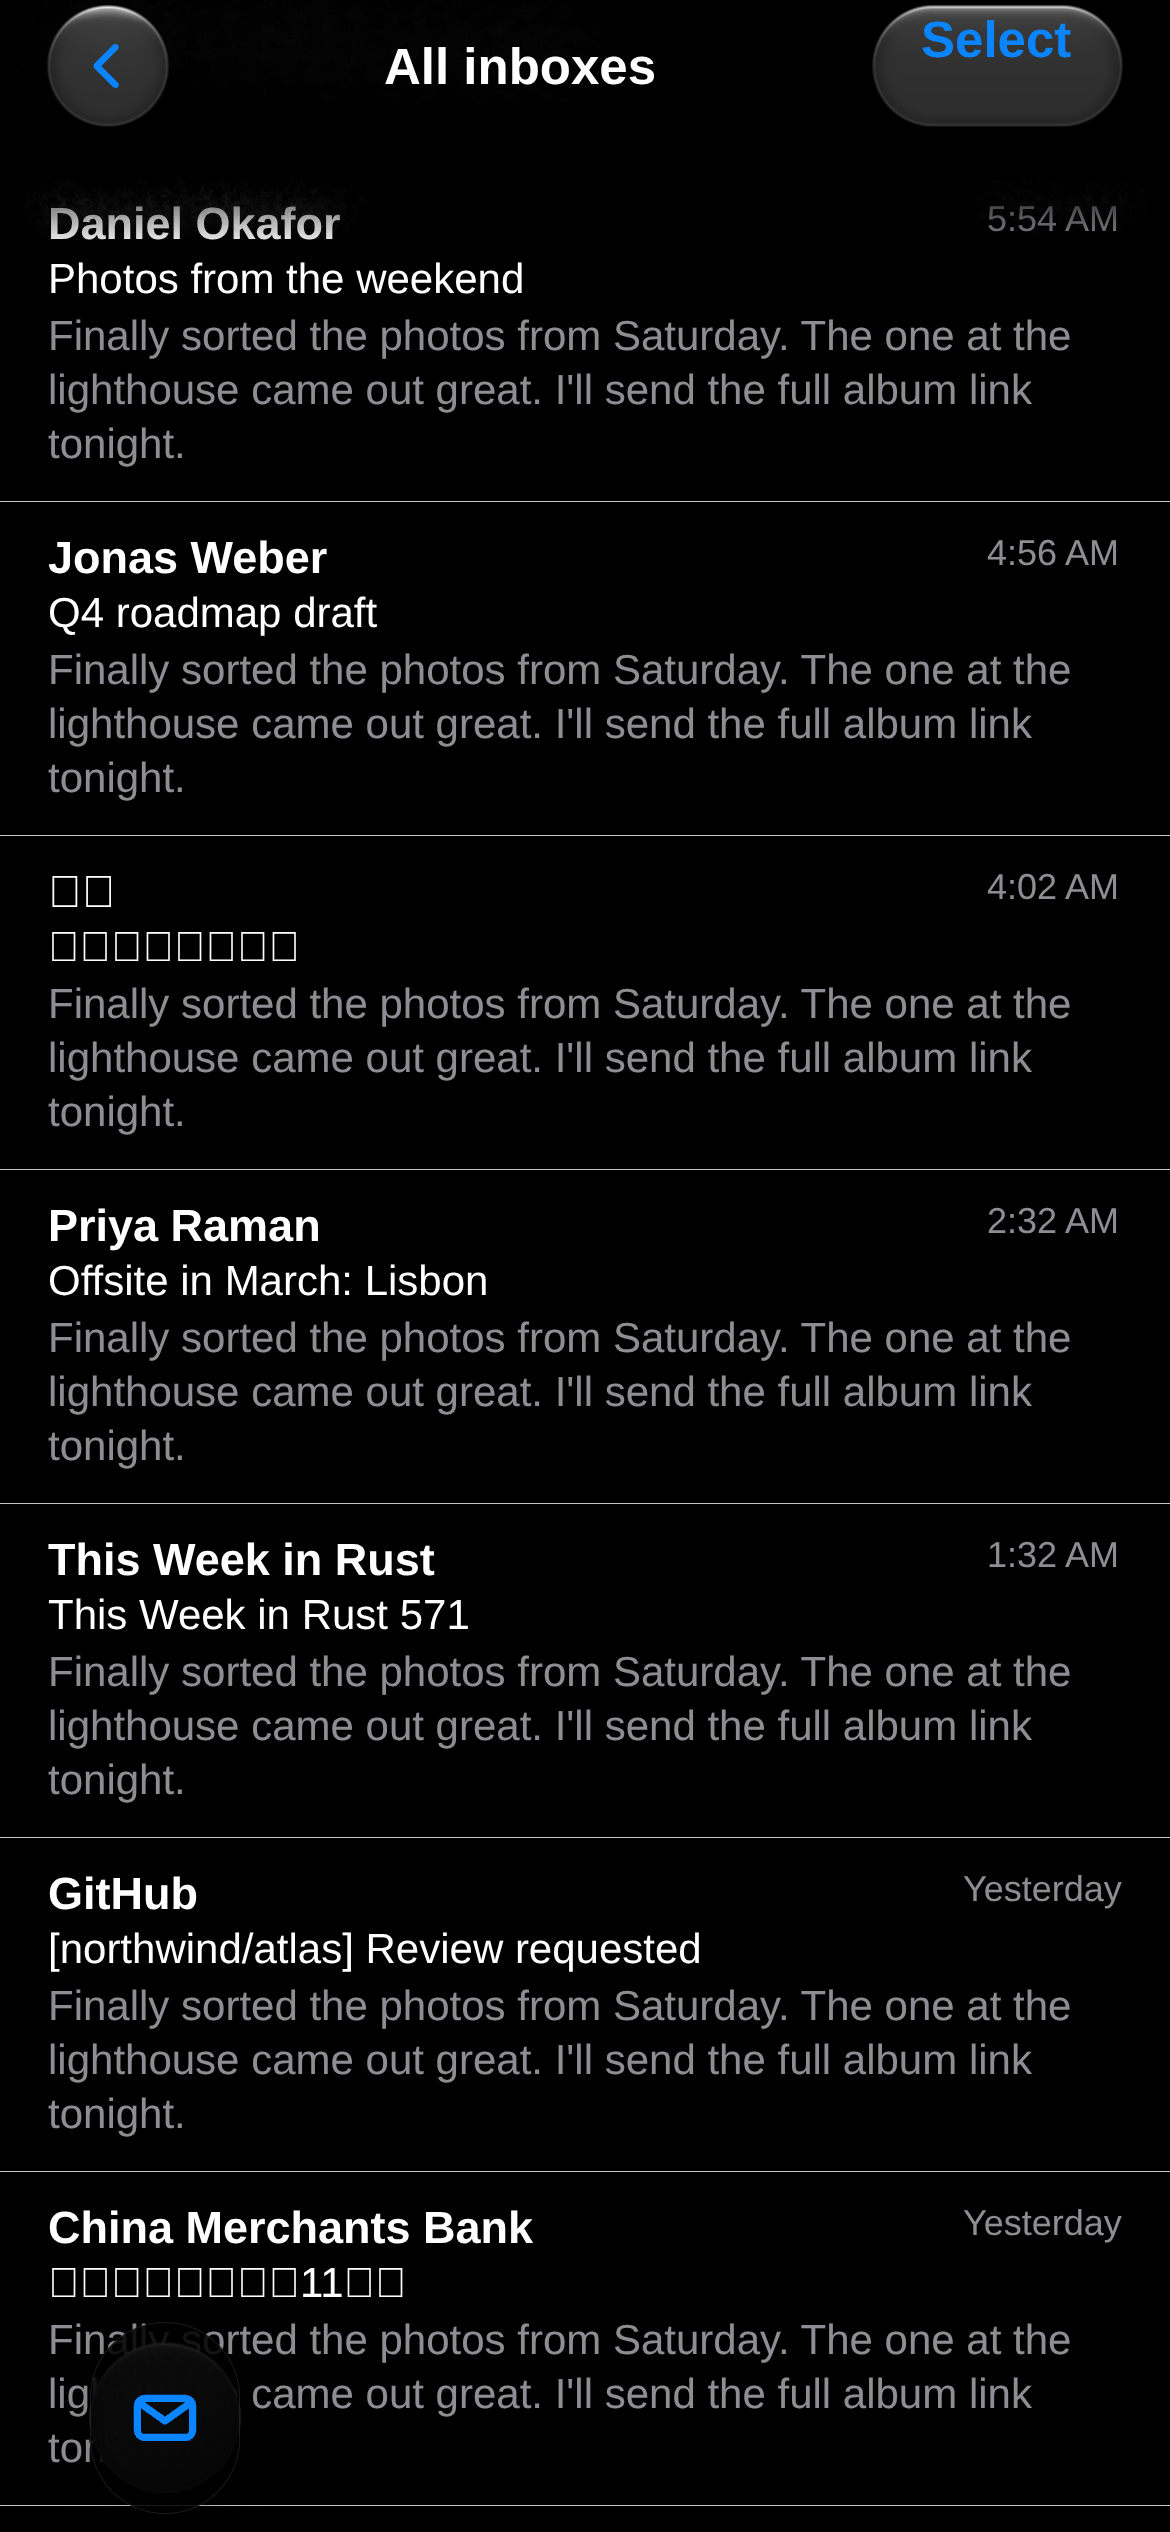 All inboxes
Select
Daniel Okafor
5:54 AM
Photos from the weekend
Finally sorted the photos from Saturday. The one at the
lighthouse came out great. I'll send the full album link
tonight.
Jonas Weber
4:56 AM
Q4 roadmap draft
Finally sorted the photos from Saturday. The one at the
lighthouse came out great. I'll send the full album link
tonight.
4:02 AM
Finally sorted the photos from Saturday. The one at the
lighthouse came out great. I'll send the full album link
tonight.
Priya Raman
2:32 AM
Offsite in March: Lisbon
Finally sorted the photos from Saturday. The one at the
lighthouse came out great. I'll send the full album link
tonight.
This Week in Rust
1:32 AM
This Week in Rust 571
Finally sorted the photos from Saturday. The one at the
lighthouse came out great. I'll send the full album link
tonight.
GitHub
Yesterday
[northwind/atlas] Review requested
Finally sorted the photos from Saturday. The one at the
lighthouse came out great. I'll send the full album link
tonight.
China Merchants Bank
Yesterday
11
Finally sorted the photos from Saturday. The one at the
came out great. I'll send the full album link